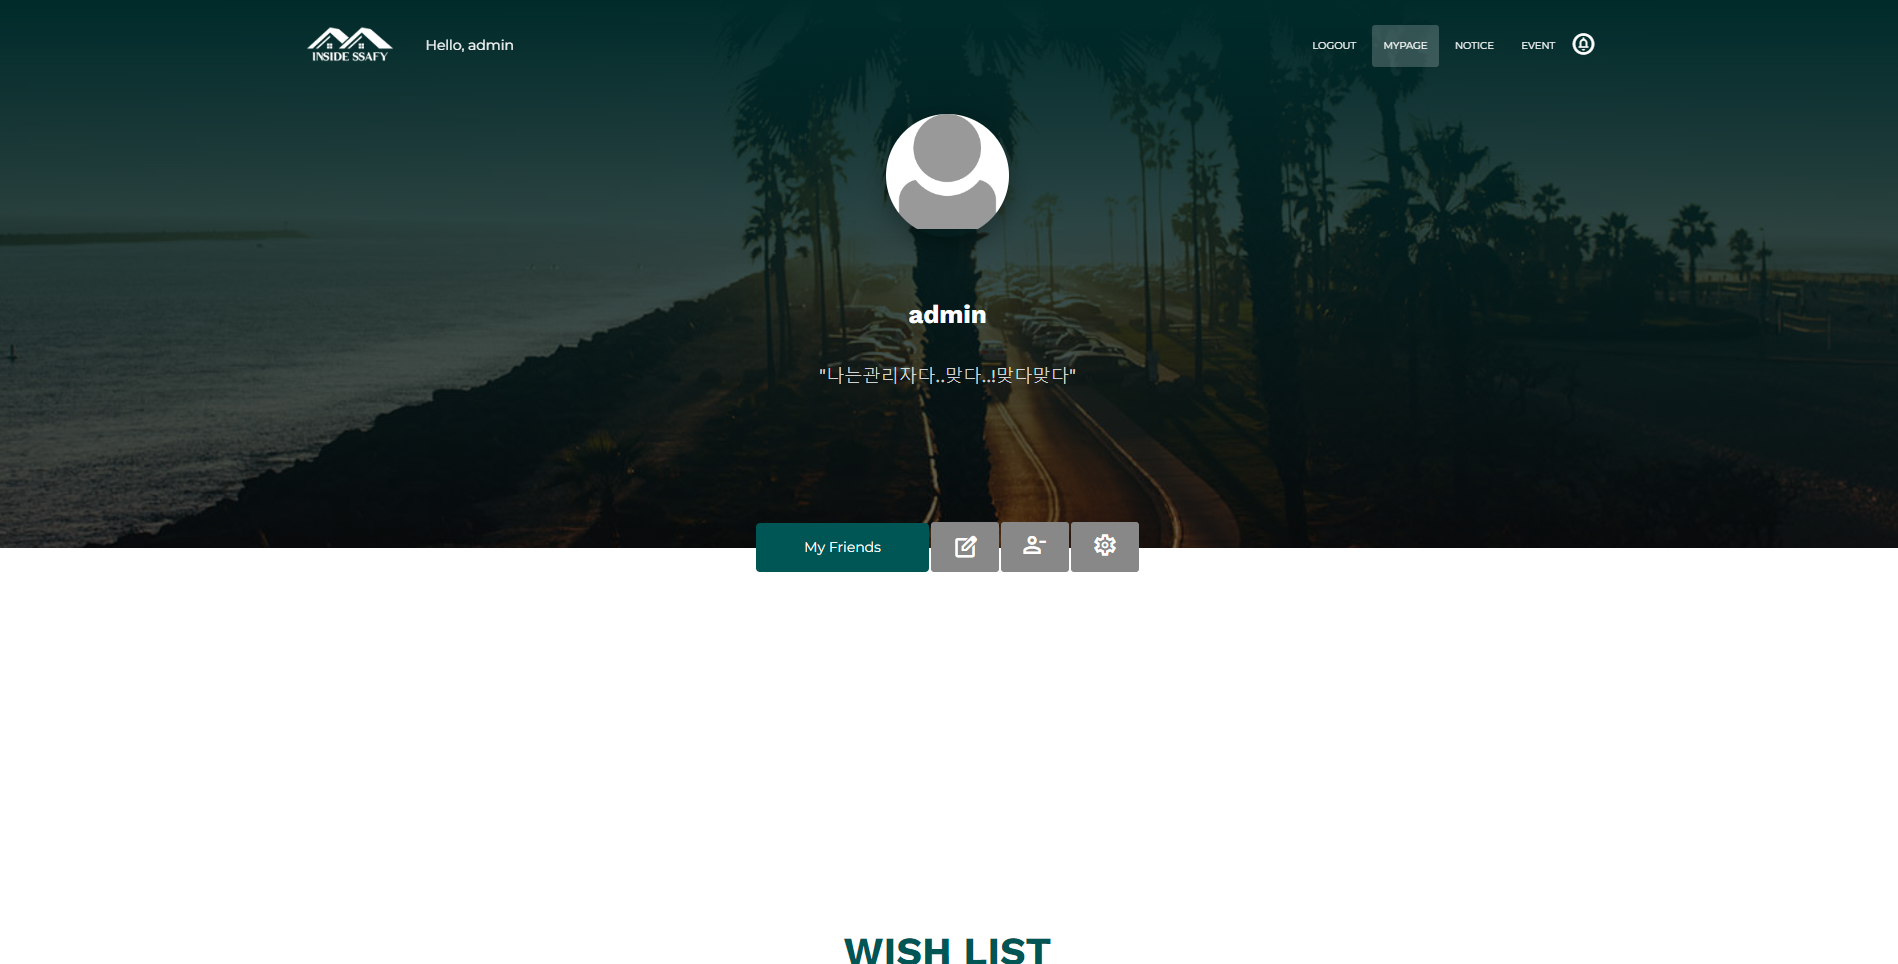 INSIDE SSAFY
Hello, admin
LOGOUT
MYPAGE
NOTICE
EVENT
admin
"나는관리자다..맞다..!맞다맞다"
My Friends
WISH LIST